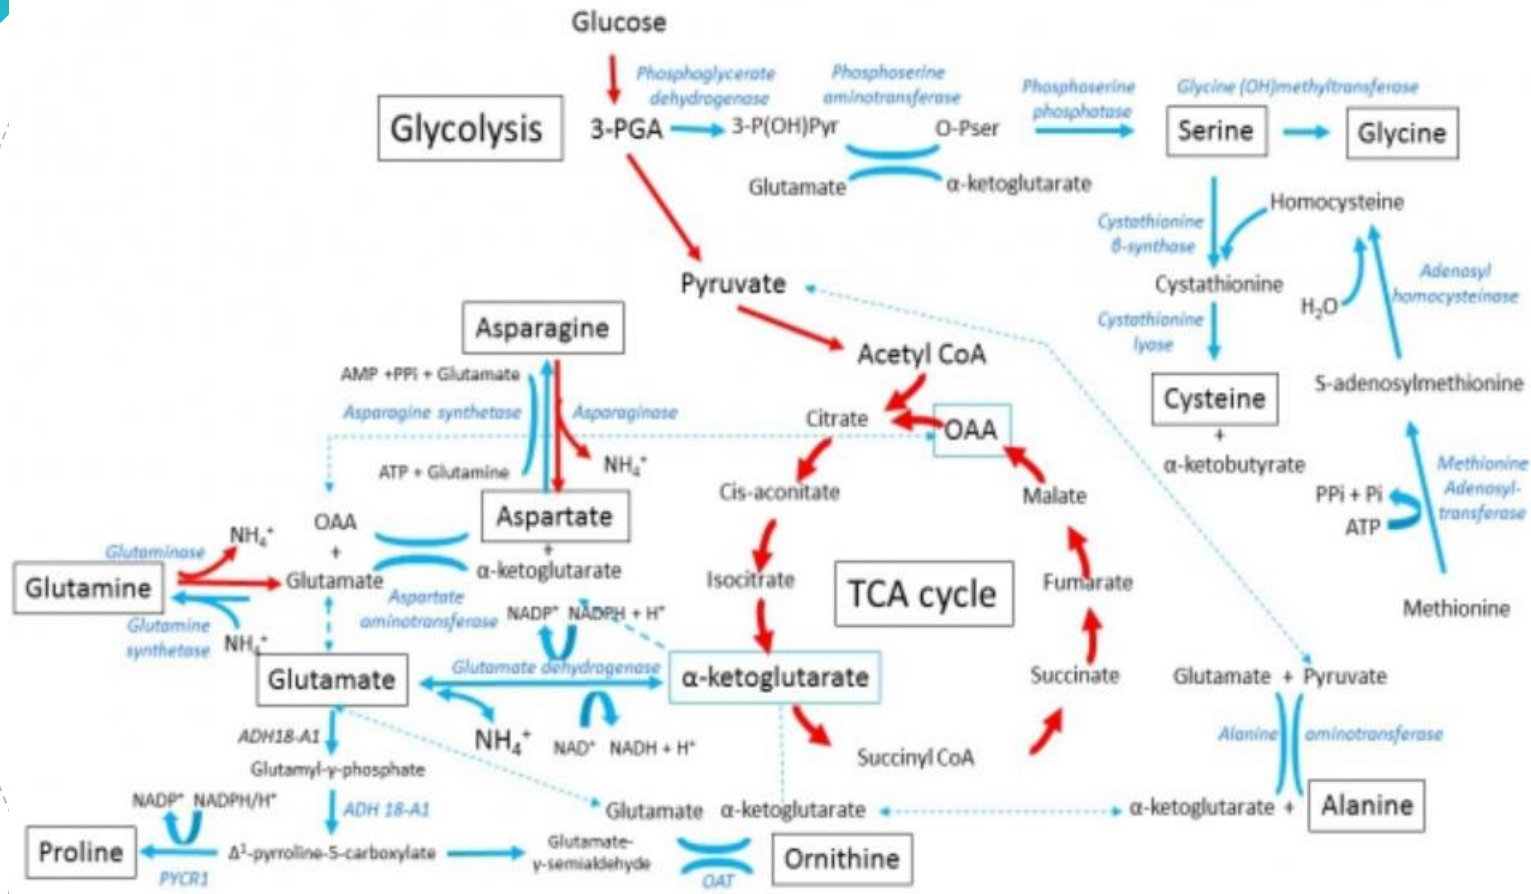 Glucose
Phosphoglycerate
dehydrogenase
Phosphoserine
aminotransferase
Phosphoserine
phosphatase
Glycine (OH)methyltransferase
Glycolysis
3-PGA
3-P(OH)Pyr
O-Pser
Serine
Glycine
Glutamate
α-ketoglutarate
Homocysteine
Cystathionine
β-synthase
Pyruvate
Cystathionine
H₂O
Adenosyl
homocysteinase
Cystathionine
lyase
Asparagine
Acetyl CoA
S-adenosylmethionine
AMP +PPi + Glutamate
Cysteine
Asparagine synthetase
Asparaginase
Citrate
OAA
+
α-ketobutyrate
ATP + Glutamine
NH₄⁺
Cis-aconitate
Malate
PPi + Pi
ATP
Methionine
Adenosyl-
transferase
OAA
+
Glutamate
Aspartate
+
α-ketoglutarate
NH₄⁺
Glutaminase
Glutamine
Glutamine
synthetase
NH₄⁺
Aspartate
aminotransferase
NADP⁺ NADPH + H⁺
Isocitrate
TCA cycle
Fumarate
Methionine
Glutamate
Glutamate dehydrogenase
α-ketoglutarate
Succinate
Glutamate + Pyruvate
NH₄⁺
NAD⁺ NADH + H⁺
ADH18-A1
Glutamyl-γ-phosphate
Succinyl CoA
Alanine aminotransferase
NADP⁺ NADPH/H⁺
ADH 18-A1
Glutamate α-ketoglutarate
α-ketoglutarate + Alanine
Proline
PYCR1
Δ¹-pyrroline-5-carboxylate
Glutamate-
γ-semialdehyde
OAT
Ornithine